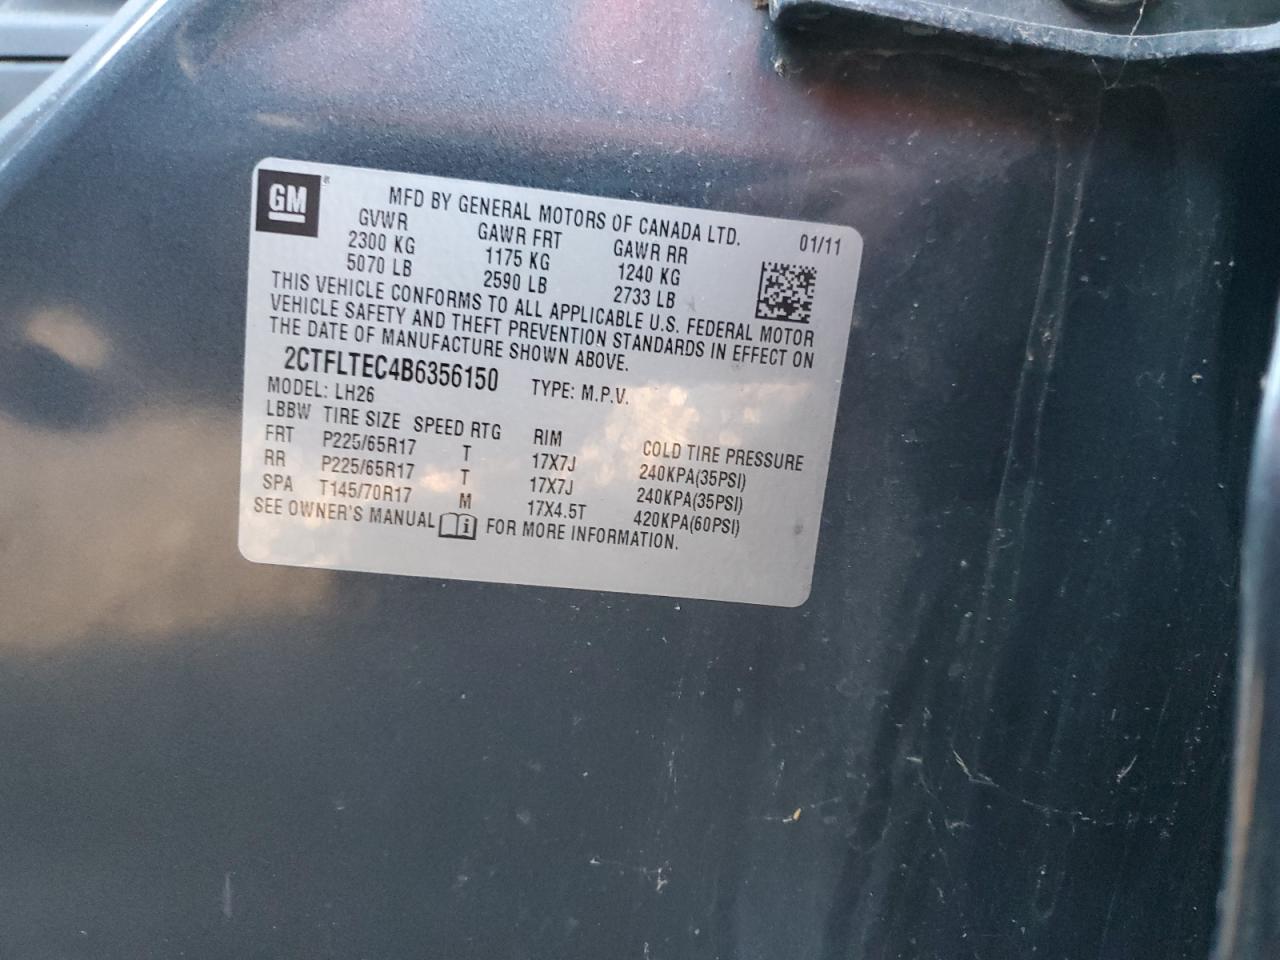 GM ®
MFD BY GENERAL MOTORS OF CANADA LTD.
01/11
GVWR GAWR FRT GAWR RR
2300 KG 1175 KG 1240 KG
5070 LB 2590 LB 2733 LB
THIS VEHICLE CONFORMS TO ALL APPLICABLE U.S. FEDERAL MOTOR
VEHICLE SAFETY AND THEFT PREVENTION STANDARDS IN EFFECT ON
THE DATE OF MANUFACTURE SHOWN ABOVE.
2CTFLTEC4B6356150 TYPE: M.P.V.
MODEL: LH26
LBBW TIRE SIZE SPEED RTG RIM COLD TIRE PRESSURE
FRT P225/65R17 T 17X7J 240KPA(35PSI)
RR P225/65R17 T 17X7J 240KPA(35PSI)
SPA T145/70R17 M 17X4.5T 420KPA(60PSI)
SEE OWNER'S MANUAL i FOR MORE INFORMATION.